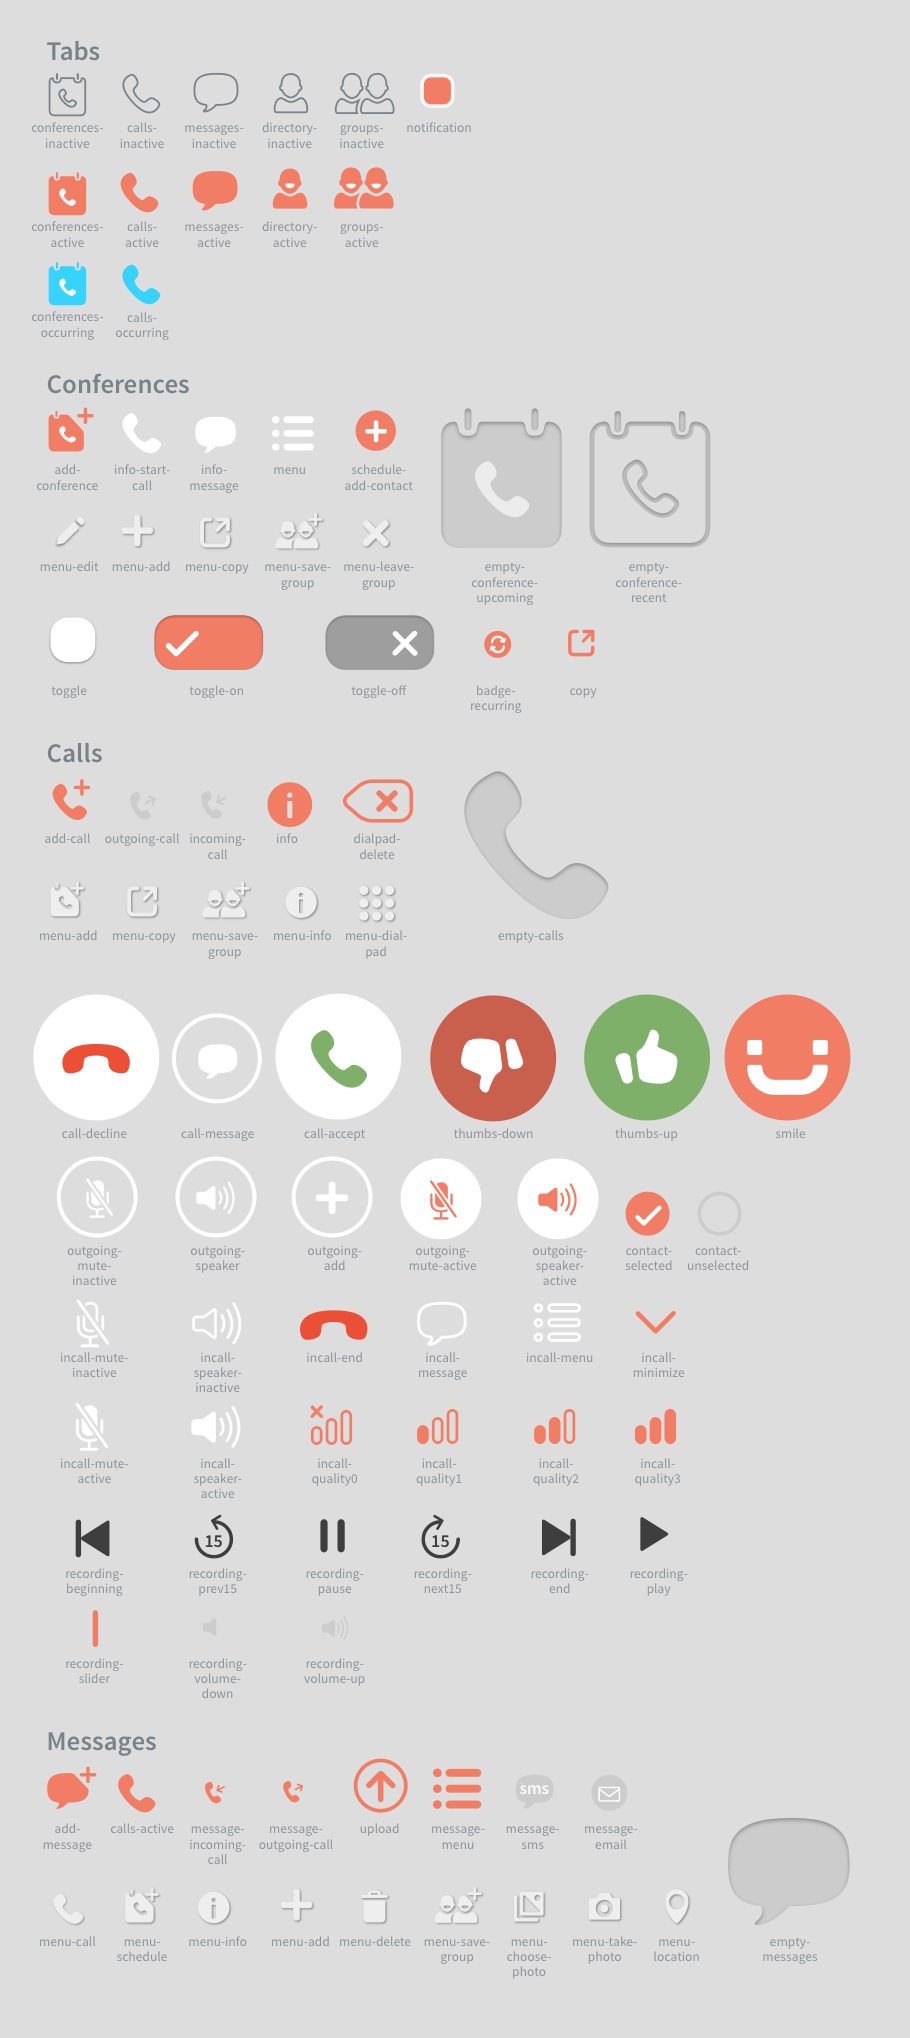 Tabs
conferences- calls- messages- directory- groups- notification
inactive inactive inactive inactive inactive
conferences- calls- messages- directory- groups-
active active active active active
conferences- calls-
occurring occurring
Conferences
add- info-start- info- menu schedule-
conference call message add-contact
menu-edit menu-add menu-copy menu-save- menu-leave- empty- empty-
group group conference- conference-
upcoming recent
toggle toggle-on toggle-off badge- copy
recurring
Calls
add-call outgoing-call incoming- info dialpad-
call delete
menu-add menu-copy menu-save- menu-info menu-dial- empty-calls
group pad
call-decline call-message call-accept thumbs-down thumbs-up smile
outgoing- outgoing- outgoing- outgoing- outgoing- contact- contact-
mute- speaker add mute-active speaker- selected unselected
inactive active
incall-mute- incall- incall-end incall- incall-menu incall-
inactive speaker- message minimize
inactive
incall-mute- incall- incall- incall- incall- incall-
active speaker- quality0 quality1 quality2 quality3
active
15 15
recording- recording- recording- recording- recording- recording-
beginning prev15 pause next15 end play
recording- recording- recording-
slider volume- volume-up
down
Messages
sms
add- calls-active message- message- upload message- message- message-
message incoming- outgoing-call menu sms email
call
menu-call menu- menu-info menu-add menu-delete menu-save- menu- menu-take- menu- empty-
schedule group choose- photo location messages
photo